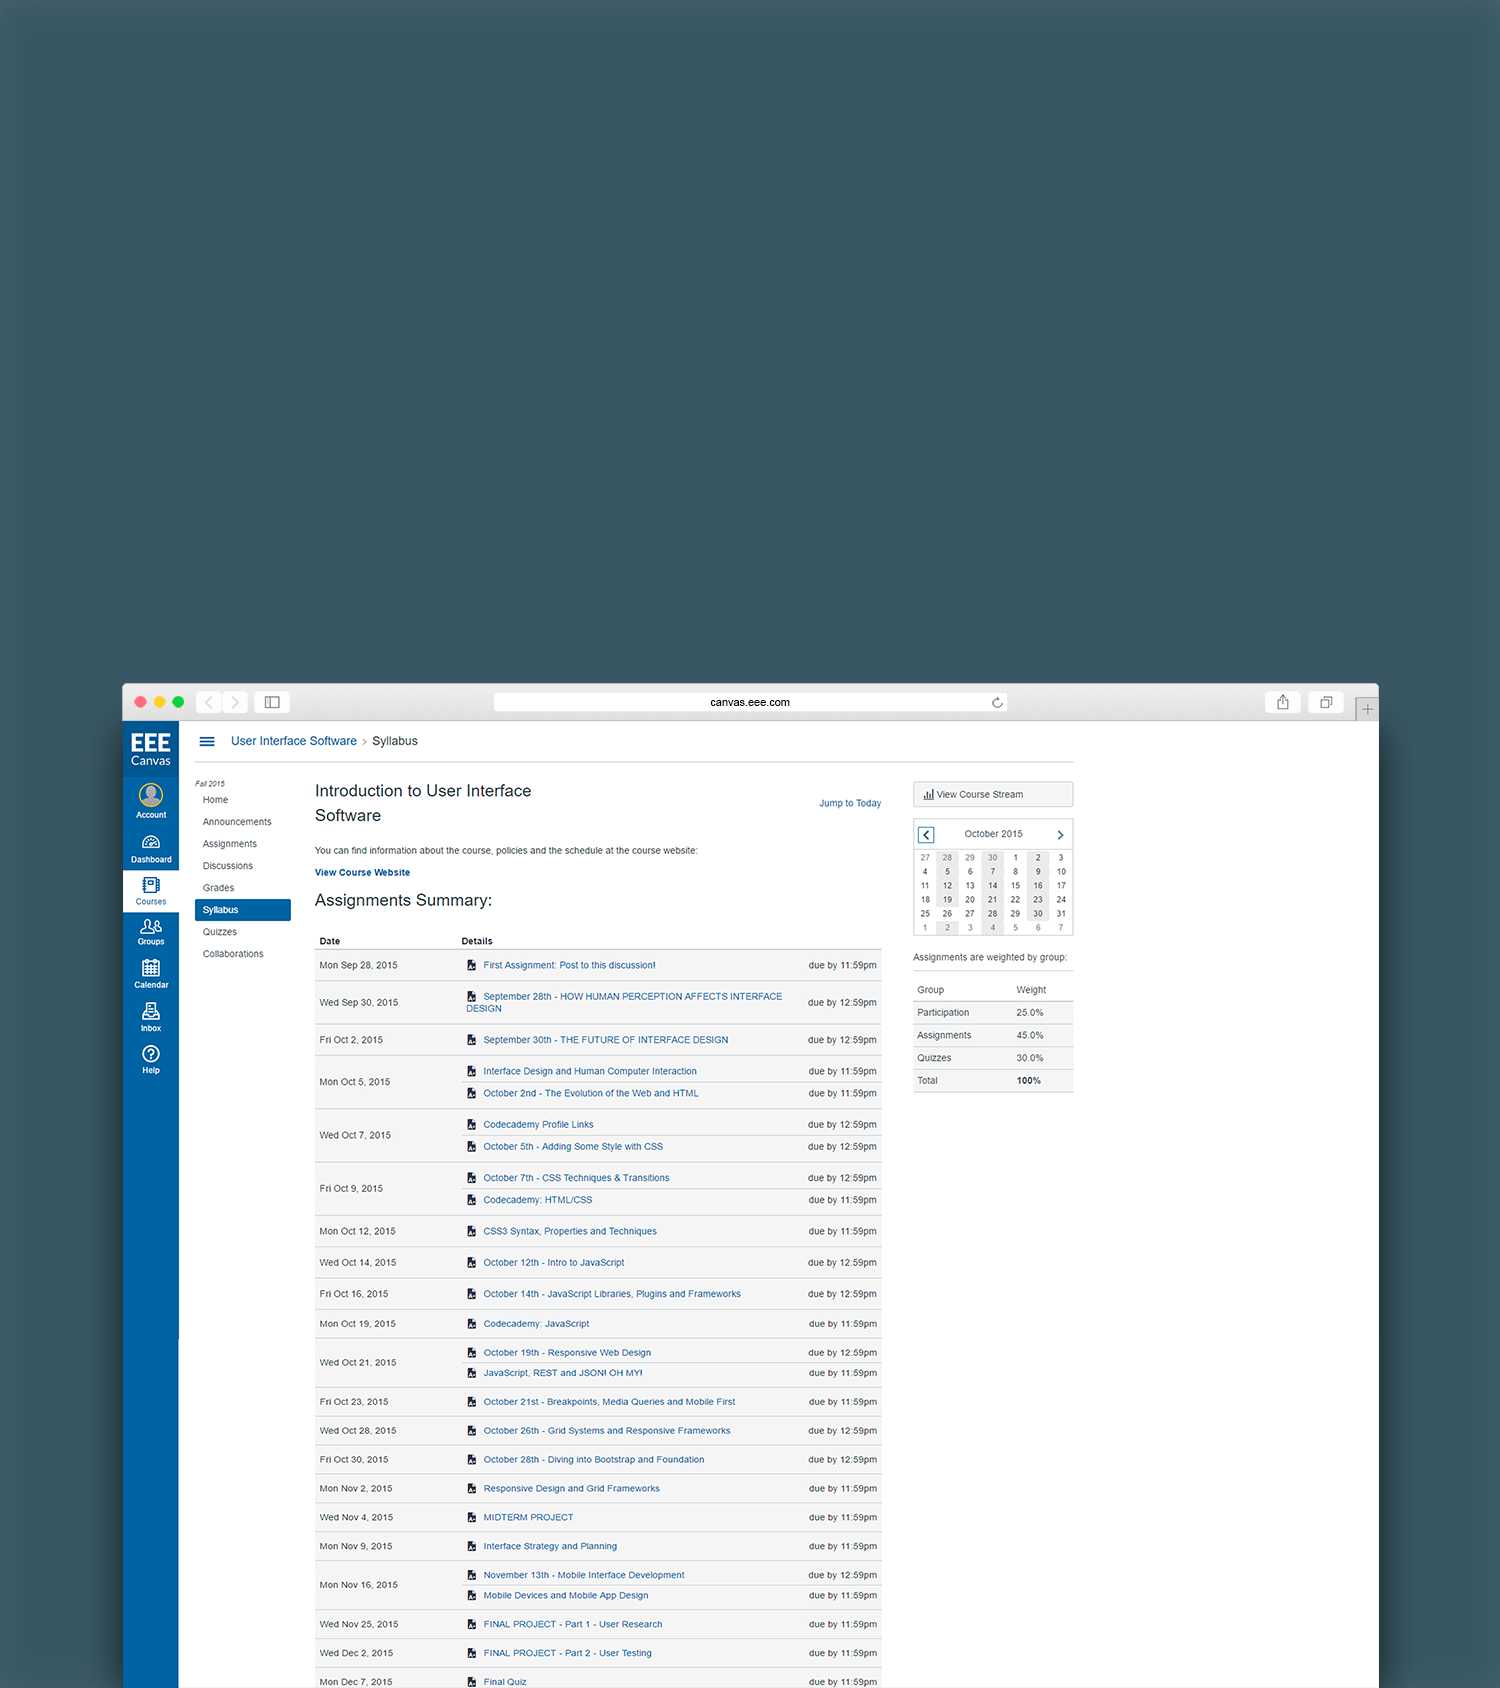 canvas.eee.com
EEE
Canvas
Account
Dashboard
Courses
Groups
Calendar
Inbox
Help
User Interface Software › Syllabus
Fall 2015
Home
Announcements
Assignments
Discussions
Grades
Syllabus
Quizzes
Collaborations
Introduction to User Interface
Software
Jump to Today
You can find information about the course, policies and the schedule at the course website:
View Course Website
Assignments Summary:
Date Details
Mon Sep 28, 2015 First Assignment: Post to this discussion! due by 11:59pm
Wed Sep 30, 2015 September 28th - HOW HUMAN PERCEPTION AFFECTS INTERFACE DESIGN due by 12:59pm
Fri Oct 2, 2015 September 30th - THE FUTURE OF INTERFACE DESIGN due by 12:59pm
Mon Oct 5, 2015 Interface Design and Human Computer Interaction due by 11:59pm
October 2nd - The Evolution of the Web and HTML due by 11:59pm
Wed Oct 7, 2015 Codecademy Profile Links due by 12:59pm
October 5th - Adding Some Style with CSS due by 12:59pm
Fri Oct 9, 2015 October 7th - CSS Techniques & Transitions due by 12:59pm
Codecademy: HTML/CSS due by 11:59pm
Mon Oct 12, 2015 CSS3 Syntax, Properties and Techniques due by 11:59pm
Wed Oct 14, 2015 October 12th - Intro to JavaScript due by 12:59pm
Fri Oct 16, 2015 October 14th - JavaScript Libraries, Plugins and Frameworks due by 12:59pm
Mon Oct 19, 2015 Codecademy: JavaScript due by 11:59pm
Wed Oct 21, 2015 October 19th - Responsive Web Design due by 12:59pm
JavaScript, REST and JSON! OH MY! due by 11:59pm
Fri Oct 23, 2015 October 21st - Breakpoints, Media Queries and Mobile First due by 11:59pm
Wed Oct 28, 2015 October 26th - Grid Systems and Responsive Frameworks due by 12:59pm
Fri Oct 30, 2015 October 28th - Diving into Bootstrap and Foundation due by 12:59pm
Mon Nov 2, 2015 Responsive Design and Grid Frameworks due by 11:59pm
Wed Nov 4, 2015 MIDTERM PROJECT due by 11:59pm
Mon Nov 9, 2015 Interface Strategy and Planning due by 11:59pm
Mon Nov 16, 2015 November 13th - Mobile Interface Development due by 12:59pm
Mobile Devices and Mobile App Design due by 11:59pm
Wed Nov 25, 2015 FINAL PROJECT - Part 1 - User Research due by 11:59pm
Wed Dec 2, 2015 FINAL PROJECT - Part 2 - User Testing due by 11:59pm
Mon Dec 7, 2015 Final Quiz due by 11:59pm
View Course Stream
October 2015
27 28 29 30 1 2 3
4 5 6 7 8 9 10
11 12 13 14 15 16 17
18 19 20 21 22 23 24
25 26 27 28 29 30 31
1 2 3 4 5 6 7
Assignments are weighted by group:
Group Weight
Participation 25.0%
Assignments 45.0%
Quizzes 30.0%
Total 100%